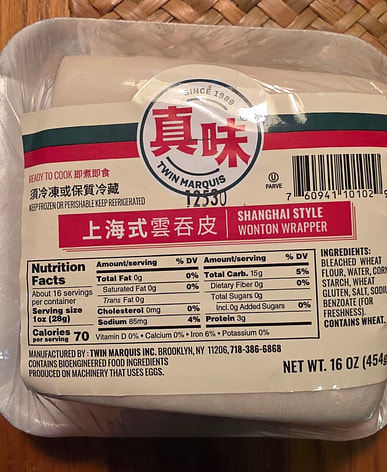 SINCE 1989
真味
TWIN MARQUIS
12530
READY TO COOK 即煮即食
須冷凍或保質冷藏
KEEP FROZEN OR PERISHABLE KEEP REFRIGERATED
U
PARVE
7 60941 10102 9
上海式雲吞皮
SHANGHAI STYLE
WONTON WRAPPER
Nutrition
Facts
About 16 servings
per container
Serving size
1oz (28g)
Calories
per serving 70
Amount/serving % DV
Total Fat 0g 0%
Saturated Fat 0g 0%
Trans Fat 0g
Cholesterol 0mg 0%
Sodium 85mg 4%
Amount/serving % DV
Total Carb. 15g 5%
Dietary Fiber 0g 0%
Total Sugars 0g
Incl. 0g Added Sugars 0%
Protein 3g
Vitamin D 0% • Calcium 0% • Iron 6% • Potassium 0%
INGREDIENTS:
BLEACHED WHEAT
FLOUR, WATER, CORN
STARCH, WHEAT
GLUTEN, SALT, SODIUM
BENZOATE (FOR
FRESHNESS).
CONTAINS WHEAT.
MANUFACTURED BY: TWIN MARQUIS INC. BROOKLYN, NY 11206, 718-386-6868
CONTAINS BIOENGINEERED FOOD INGREDIENTS
PRODUCED ON MACHINERY THAT USES EGGS.
NET WT. 16 OZ (454g